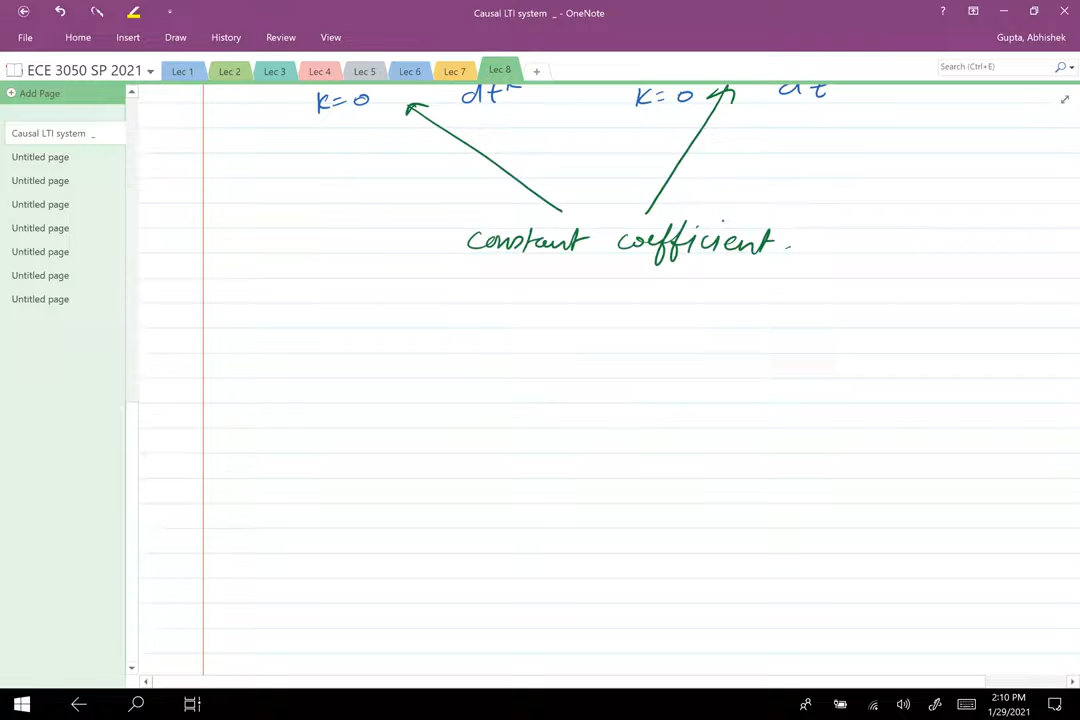 Causal LTI system _ - OneNote
File Home Insert Draw History Review View
Gupta, Abhishek
ECE 3050 SP 2021
Lec 1 Lec 2 Lec 3 Lec 4 Lec 5 Lec 6 Lec 7 Lec 8
Search (Ctrl+E)
Add Page
Causal LTI system _
Untitled page
Untitled page
Untitled page
Untitled page
Untitled page
Untitled page
Untitled page
K=0 dt^k K=0 dt
constant coefficient.
2:10 PM
1/29/2021